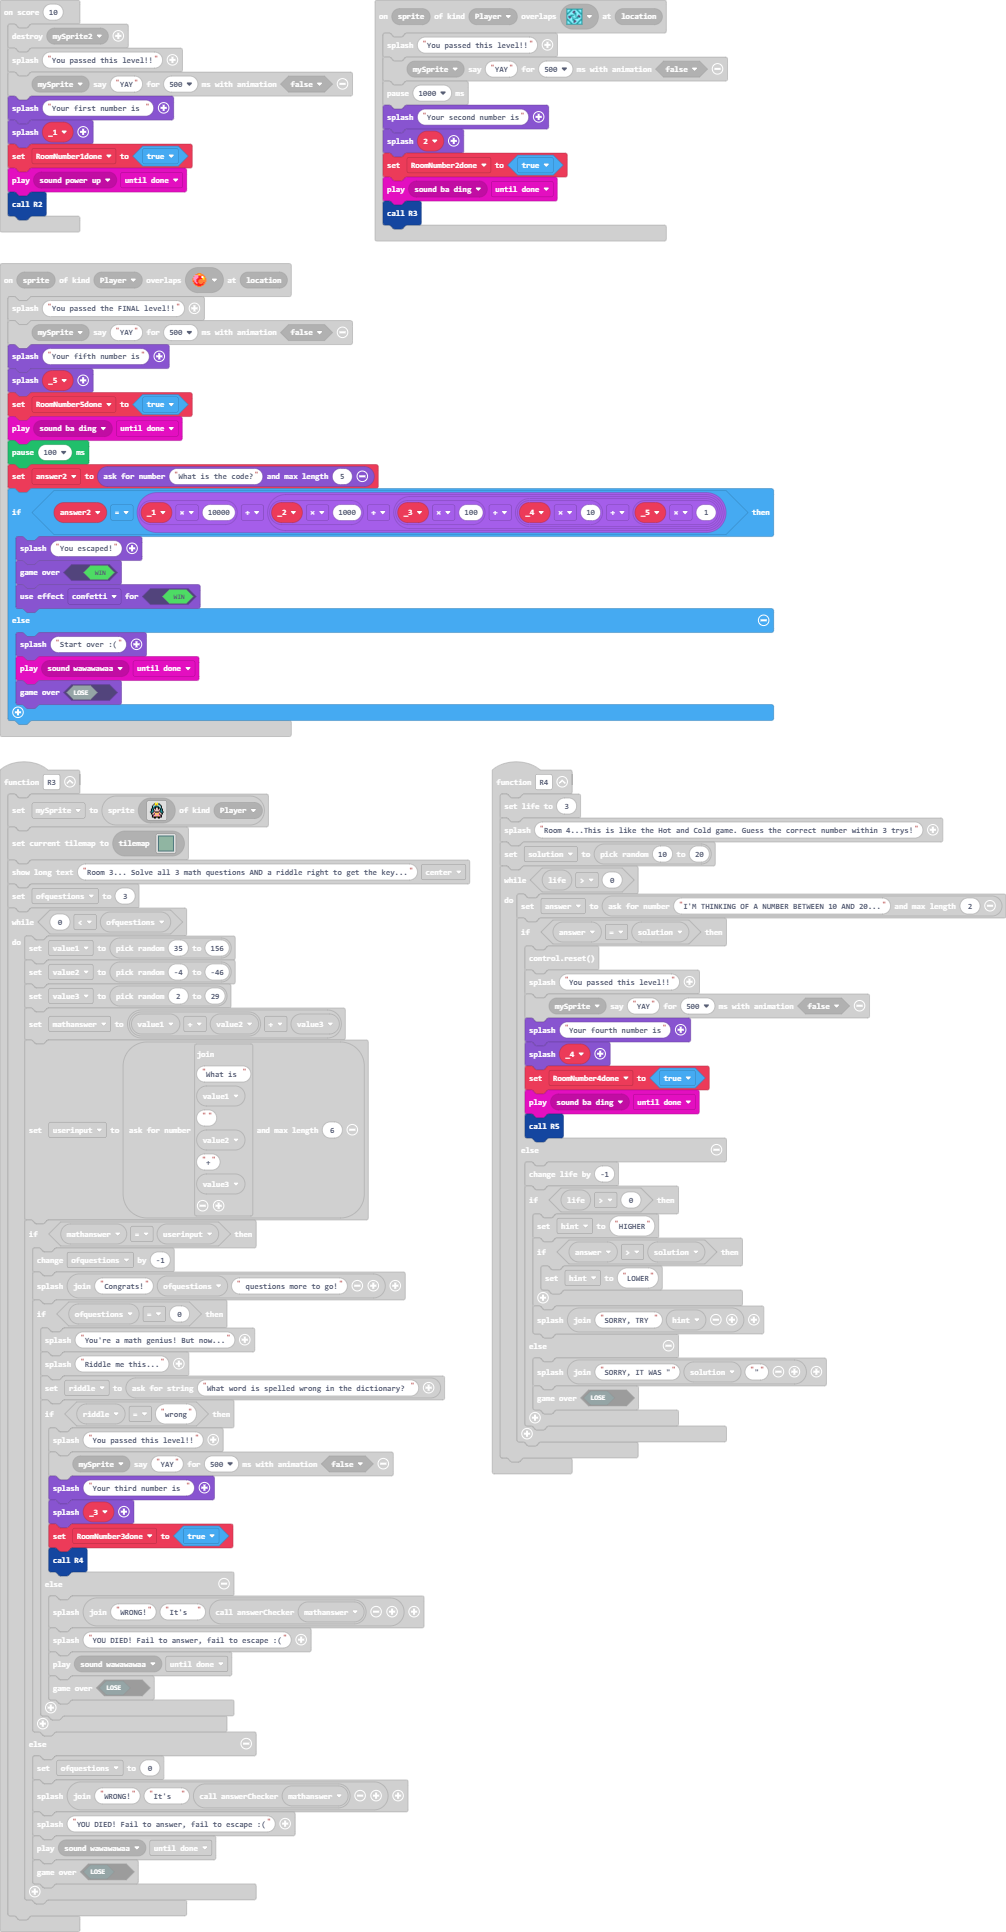 on score 10
destroy mySprite2
splash "You passed this level!!"
mySprite say "YAY" for 500 ms with animation false
splash "Your first number is "
splash _1
set RoomNumber1done to true
play sound power up until done
call R2
on sprite of kind Player overlaps at location
splash "You passed this level!!"
mySprite say "YAY" for 500 ms with animation false
pause 1000 ms
splash "Your second number is"
splash 2
set RoomNumber2done to true
play sound ba ding until done
call R3
on sprite of kind Player overlaps at location
splash "You passed the FINAL level!!"
mySprite say "YAY" for 500 ms with animation false
splash "Your fifth number is"
splash _5
set RoomNumber5done to true
play sound ba ding until done
pause 100 ms
set answer2 to ask for number "What is the code?" and max length 5
if answer2 = _1 × 10000 + _2 × 1000 + _3 × 100 + _4 × 10 + _5 × 1 then
splash "You escaped!"
game over WIN
use effect confetti for WIN
else
splash "Start over :("
play sound wawawawaa until done
game over LOSE
function R3
set mySprite to sprite of kind Player
set current tilemap to tilemap
show long text "Room 3... Solve all 3 math questions AND a riddle right to get the key..." center
set ofquestions to 3
while 0 < ofquestions
do
set value1 to pick random 35 to 156
set value2 to pick random -4 to -46
set value3 to pick random 2 to 29
set mathanswer to value1 + value2 + value3
set userinput to ask for number join "What is " value1 " " value2 "+" value3 and max length 6
if mathanswer = userinput then
change ofquestions by -1
splash join "Congrats!" ofquestions " questions more to go!"
if ofquestions = 0 then
splash "You're a math genius! But now..."
splash "Riddle me this..."
set riddle to ask for string "What word is spelled wrong in the dictionary? "
if riddle = "wrong" then
splash "You passed this level!!"
mySprite say "YAY" for 500 ms with animation false
splash "Your third number is "
splash _3
set RoomNumber3done to true
call R4
else
splash join "WRONG!" "It's " call answerChecker mathanswer
splash "YOU DIED! Fail to answer, fail to escape :("
play sound wawawawaa until done
game over LOSE
else
set ofquestions to 0
splash join "WRONG!" "It's " call answerChecker mathanswer
splash "YOU DIED! Fail to answer, fail to escape :("
play sound wawawawaa until done
game over LOSE
function R4
set life to 3
splash "Room 4...This is like the Hot and Cold game. Guess the correct number within 3 trys!"
set solution to pick random 10 to 20
while life > 0
do
set answer to ask for number "I'M THINKING OF A NUMBER BETWEEN 10 AND 20..." and max length 2
if answer = solution then
control.reset()
splash "You passed this level!!"
mySprite say "YAY" for 500 ms with animation false
splash "Your fourth number is"
splash _4
set RoomNumber4done to true
play sound ba ding until done
call R5
else
change life by -1
if life > 0 then
set hint to "HIGHER"
if answer > solution then
set hint to "LOWER"
splash join "SORRY, TRY " hint
else
splash join "SORRY, IT WAS "" solution """
game over LOSE